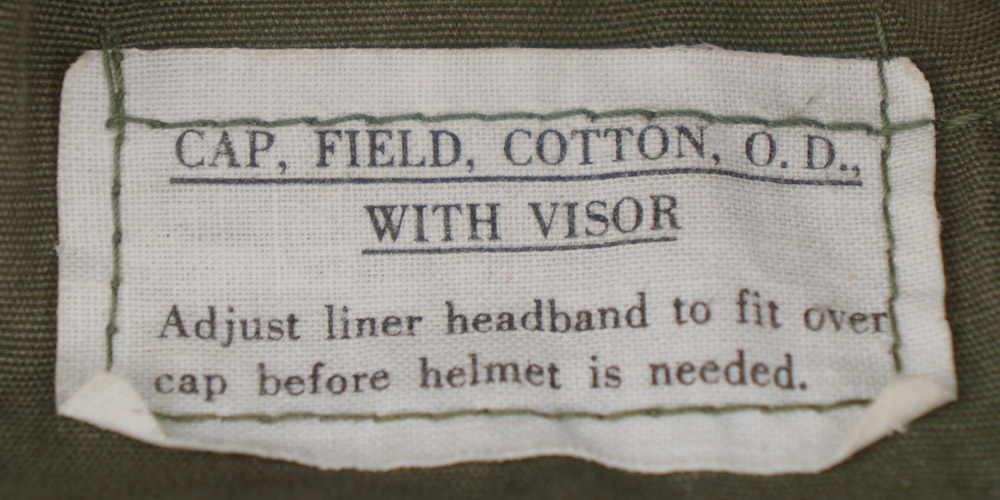 CAP, FIELD, COTTON, O. D.,
WITH VISOR
Adjust liner headband to fit over
cap before helmet is needed.